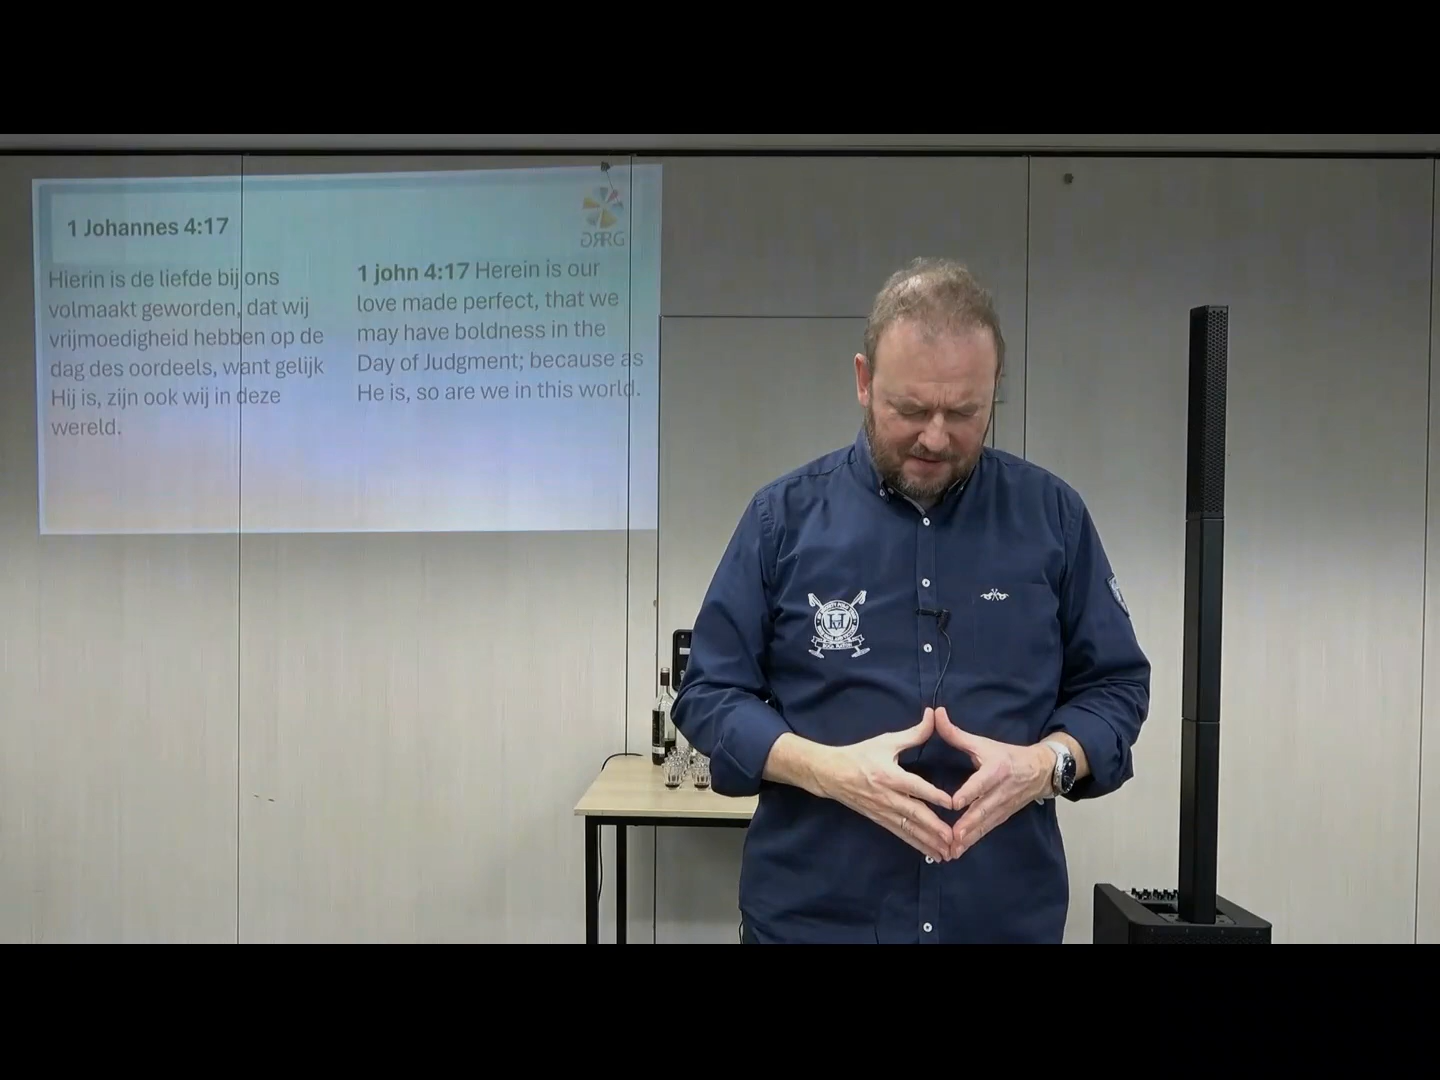 1 Johannes 4:17
Hierin is de liefde bij ons
volmaakt geworden, dat wij
vrijmoedigheid hebben op de
dag des oordeels, want gelijk
Hij is, zijn ook wij in deze
wereld.
GRRG
1 john 4:17 Herein is our
love made perfect, that we
may have boldness in the
Day of Judgment; because as
He is, so are we in this world.